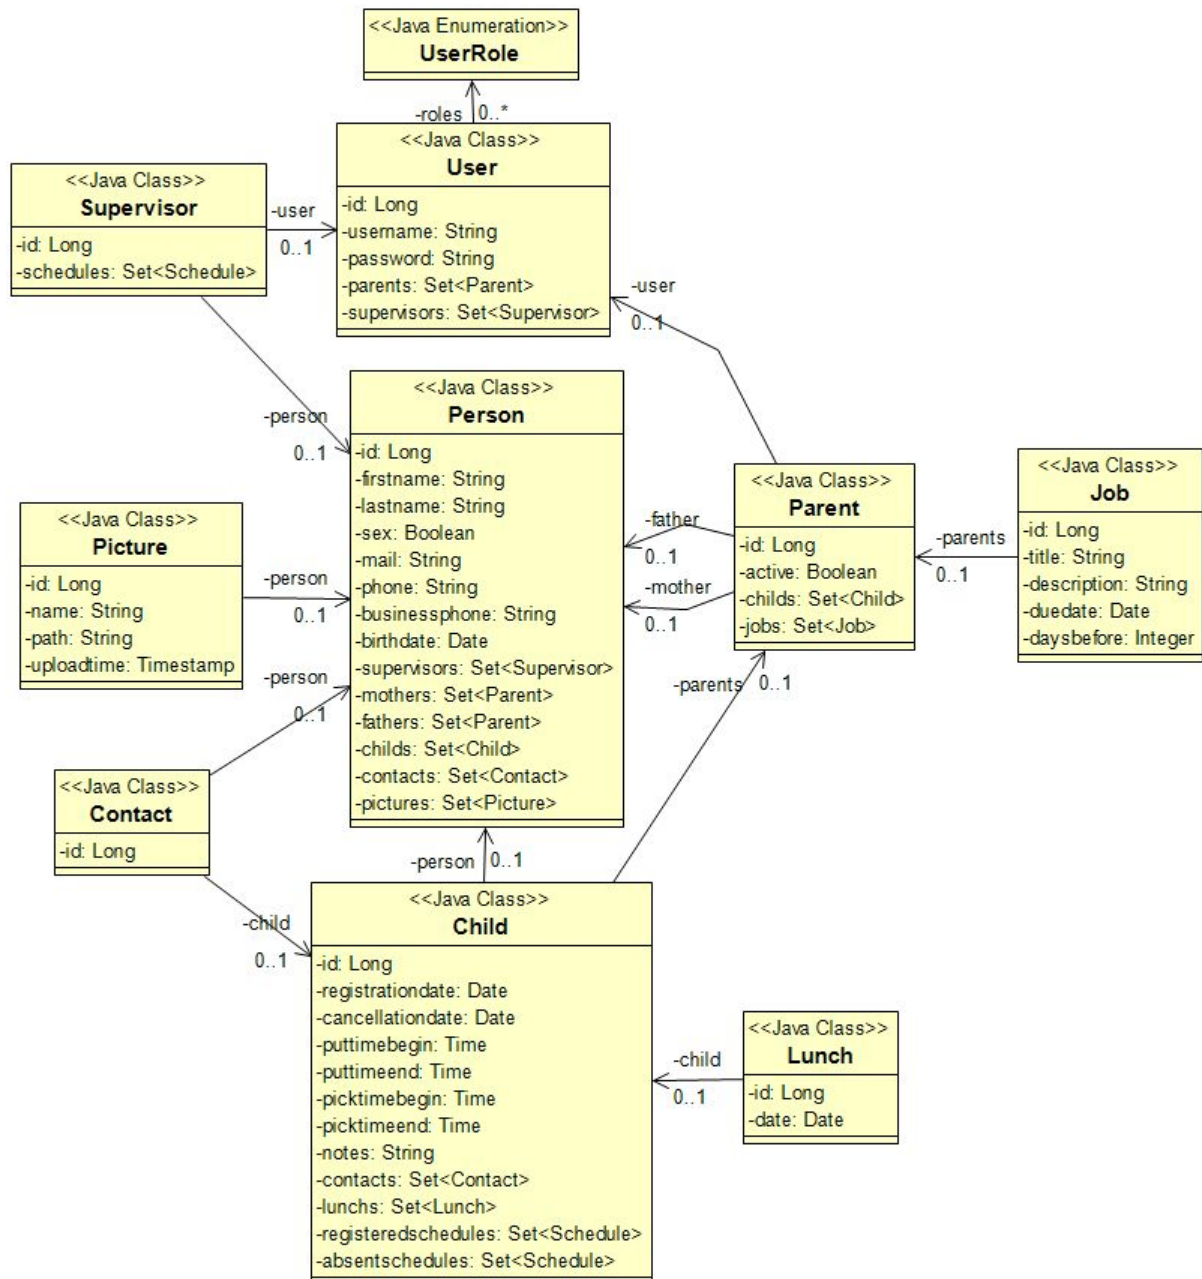 <<Java Enumeration>>
UserRole
-roles 0..*
<<Java Class>>
User
-id: Long
-username: String
-password: String
-parents: Set<Parent>
-supervisors: Set<Supervisor>
<<Java Class>>
Supervisor
-id: Long
-schedules: Set<Schedule>
-user
0..1
-user
0..1
-person
0..1
<<Java Class>>
Person
-id: Long
-firstname: String
-lastname: String
-sex: Boolean
-mail: String
-phone: String
-businessphone: String
-birthdate: Date
-supervisors: Set<Supervisor>
-mothers: Set<Parent>
-fathers: Set<Parent>
-childs: Set<Child>
-contacts: Set<Contact>
-pictures: Set<Picture>
<<Java Class>>
Parent
-id: Long
-active: Boolean
-childs: Set<Child>
-jobs: Set<Job>
-father
0..1
-mother
0..1
<<Java Class>>
Job
-id: Long
-title: String
-description: String
-duedate: Date
-daysbefore: Integer
-parents
0..1
<<Java Class>>
Picture
-id: Long
-name: String
-path: String
-uploadtime: Timestamp
-person
0..1
-person
0..1
-parents 0..1
<<Java Class>>
Contact
-id: Long
-person 0..1
-child
0..1
<<Java Class>>
Child
-id: Long
-registrationdate: Date
-cancellationdate: Date
-puttimebegin: Time
-puttimeend: Time
-picktimebegin: Time
-picktimeend: Time
-notes: String
-contacts: Set<Contact>
-lunchs: Set<Lunch>
-registeredschedules: Set<Schedule>
-absentschedules: Set<Schedule>
-child
0..1
<<Java Class>>
Lunch
-id: Long
-date: Date